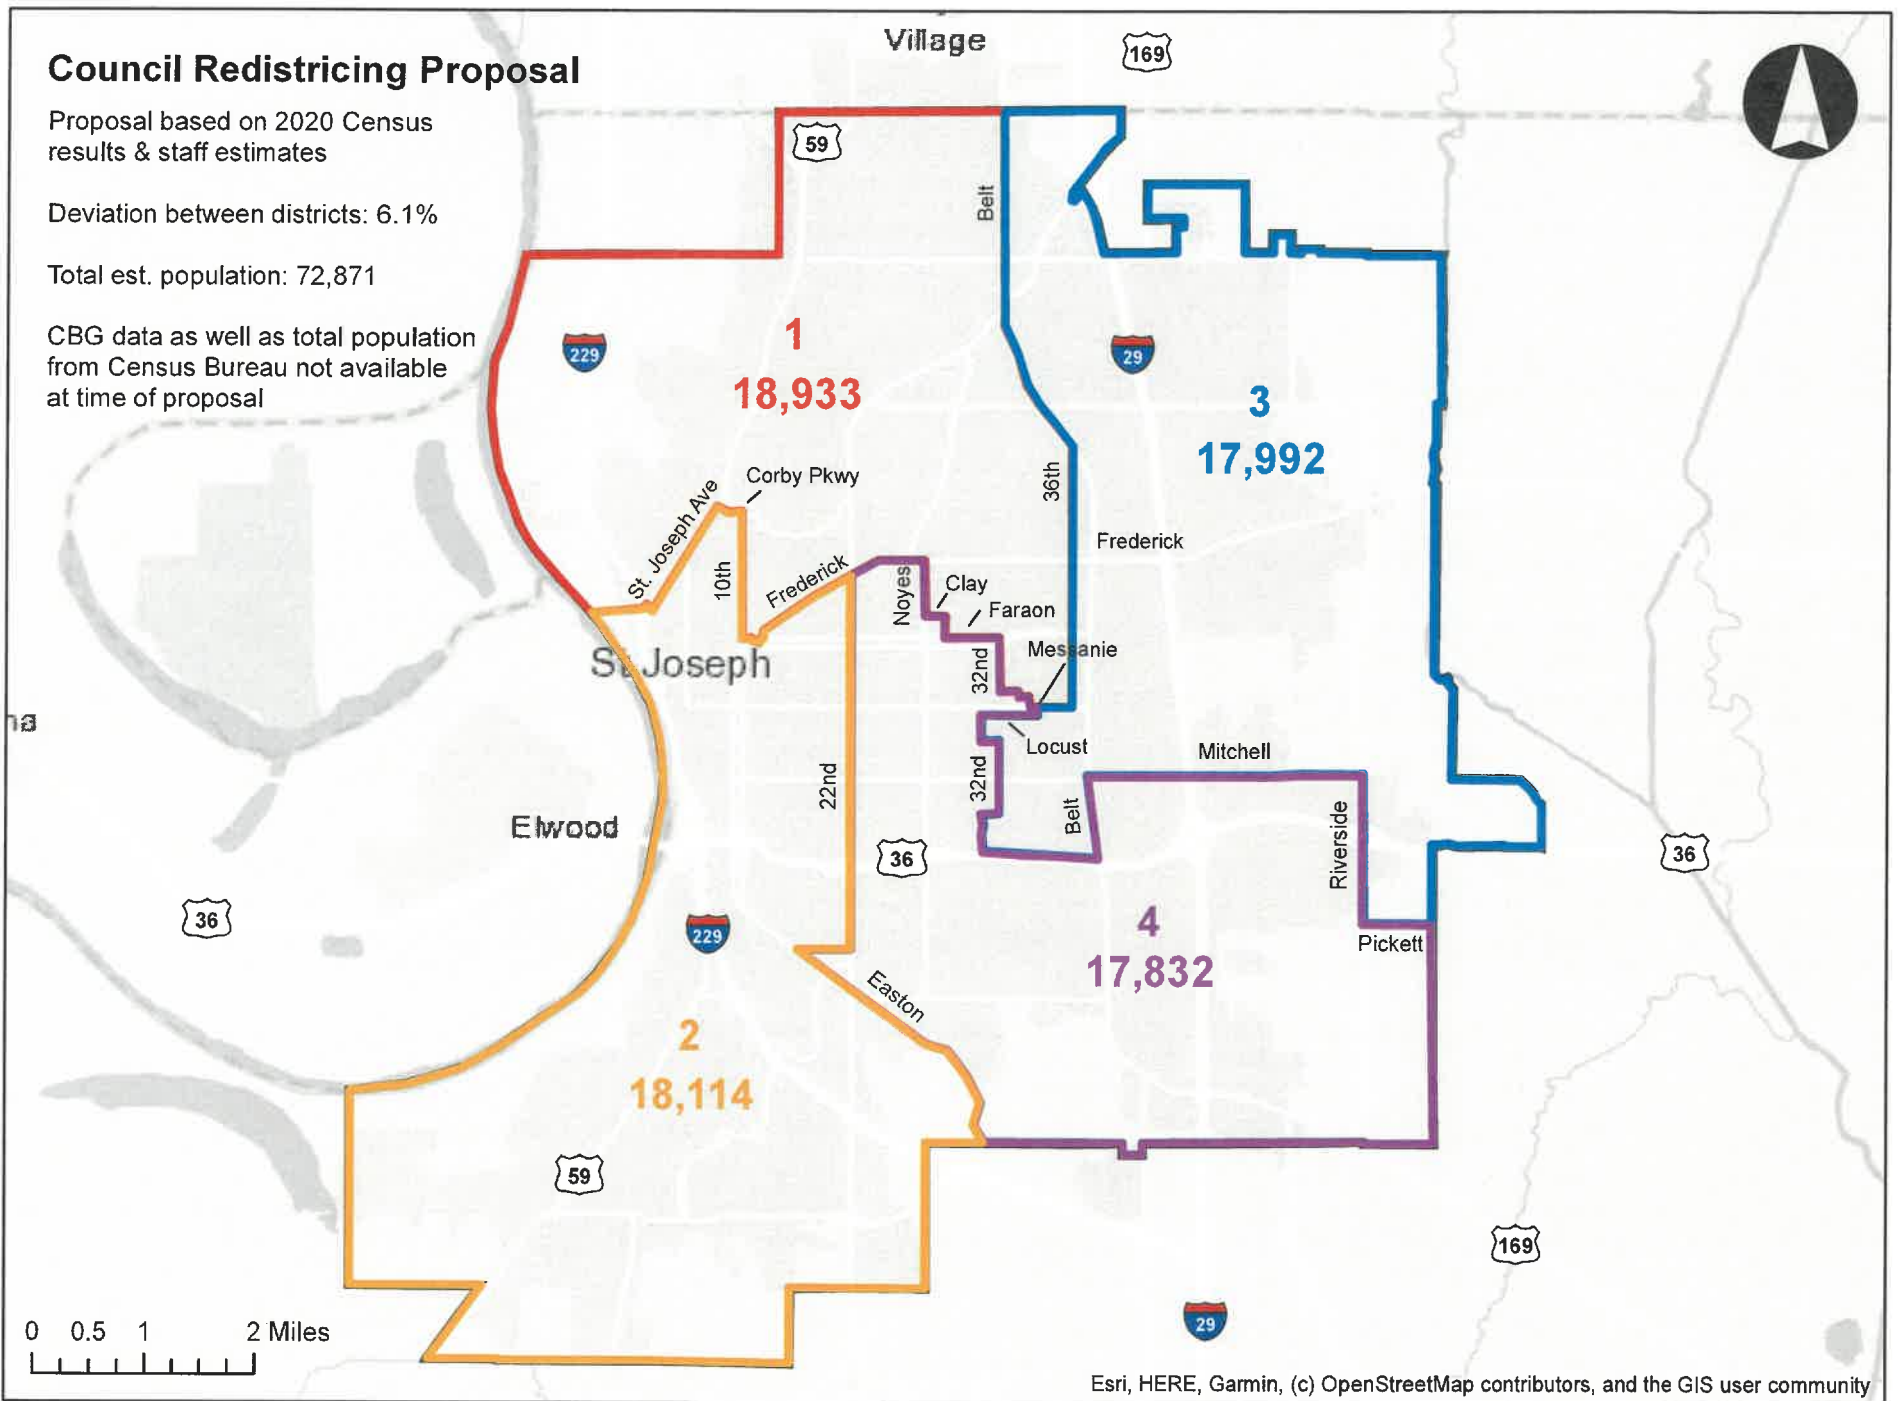 Council Redistricing Proposal
Proposal based on 2020 Census
results & staff estimates
Deviation between districts: 6.1%
Total est. population: 72,871
CBG data as well as total population
from Census Bureau not available
at time of proposal
Village
169
59
Belt
229
1
18,933
29
3
17,992
Corby Pkwy
St. Joseph Ave
10th
Frederick
36th
Frederick
Noyes
Clay
Faraon
32nd
Messanie
St. Joseph
na
Locust
32nd
Mitchell
22nd
Belt
Elwood
Riverside
36
36
36
229
4
17,832
Pickett
Easton
2
18,114
59
169
29
0 0.5 1 2 Miles
Esri, HERE, Garmin, (c) OpenStreetMap contributors, and the GIS user community